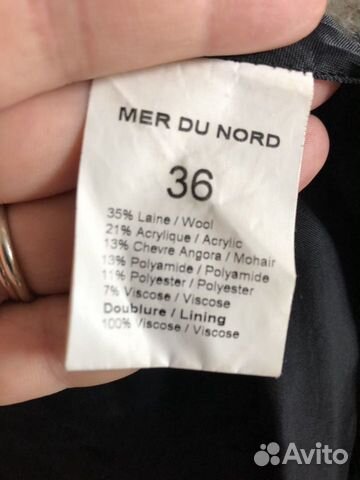 MER DU NORD
36
35% Laine / Wool
21% Acrylique / Acrylic
13% Chevre Angora / Mohair
13% Polyamide / Polyamide
11% Polyester / Polyester
7% Viscose / Viscose
Doublure / Lining
100% Viscose / Viscose
Avito